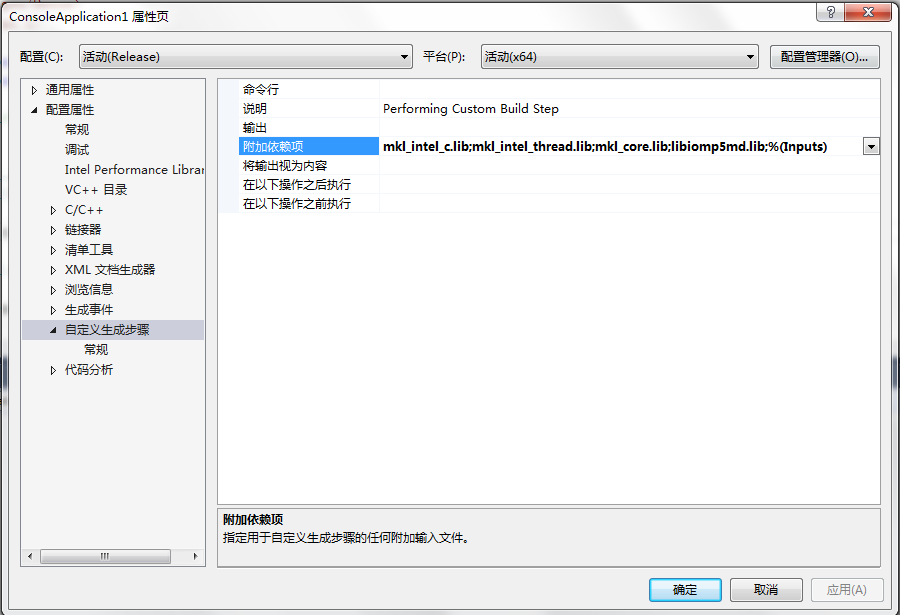 ConsoleApplication1 属性页
配置(C): 活动(Release) 平台(P): 活动(x64) 配置管理器(O)...
通用属性
配置属性
常规
调试
Intel Performance Librar
VC++ 目录
C/C++
链接器
清单工具
XML 文档生成器
浏览信息
生成事件
自定义生成步骤
常规
代码分析
命令行
说明 Performing Custom Build Step
输出
附加依赖项 mkl_intel_c.lib;mkl_intel_thread.lib;mkl_core.lib;libiomp5md.lib;%(Inputs)
将输出视为内容
在以下操作之后执行
在以下操作之前执行
附加依赖项
指定用于自定义生成步骤的任何附加输入文件。
确定 取消 应用(A)